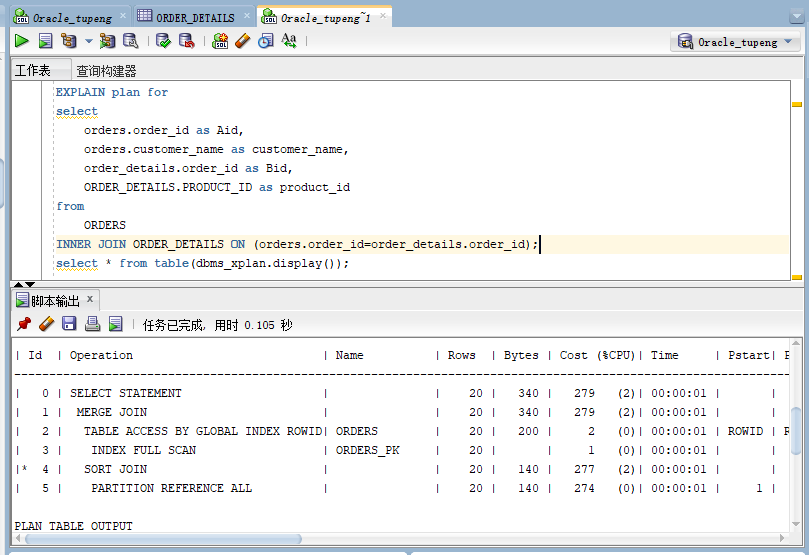 Oracle_tupeng ORDER_DETAILS Oracle_tupeng~1
Oracle_tupeng
工作表 查询构建器
EXPLAIN plan for
select
orders.order_id as Aid,
orders.customer_name as customer_name,
order_details.order_id as Bid,
ORDER_DETAILS.PRODUCT_ID as product_id
from
ORDERS
INNER JOIN ORDER_DETAILS ON (orders.order_id=order_details.order_id);
select * from table(dbms_xplan.display());
脚本输出 x
任务已完成, 用时 0.105 秒
| Id | Operation | Name | Rows | Bytes | Cost (%CPU)| Time | Pstart| P
| 0 | SELECT STATEMENT | | 20 | 340 | 279 (2)| 00:00:01 | |
| 1 | MERGE JOIN | | 20 | 340 | 279 (2)| 00:00:01 | |
| 2 | TABLE ACCESS BY GLOBAL INDEX ROWID| ORDERS | 20 | 200 | 2 (0)| 00:00:01 | ROWID | R
| 3 | INDEX FULL SCAN | ORDERS_PK | 20 | | 1 (0)| 00:00:01 | |
|* 4 | SORT JOIN | | 20 | 140 | 277 (2)| 00:00:01 | |
| 5 | PARTITION REFERENCE ALL | | 20 | 140 | 274 (0)| 00:00:01 | 1 |
PLAN_TABLE_OUTPUT